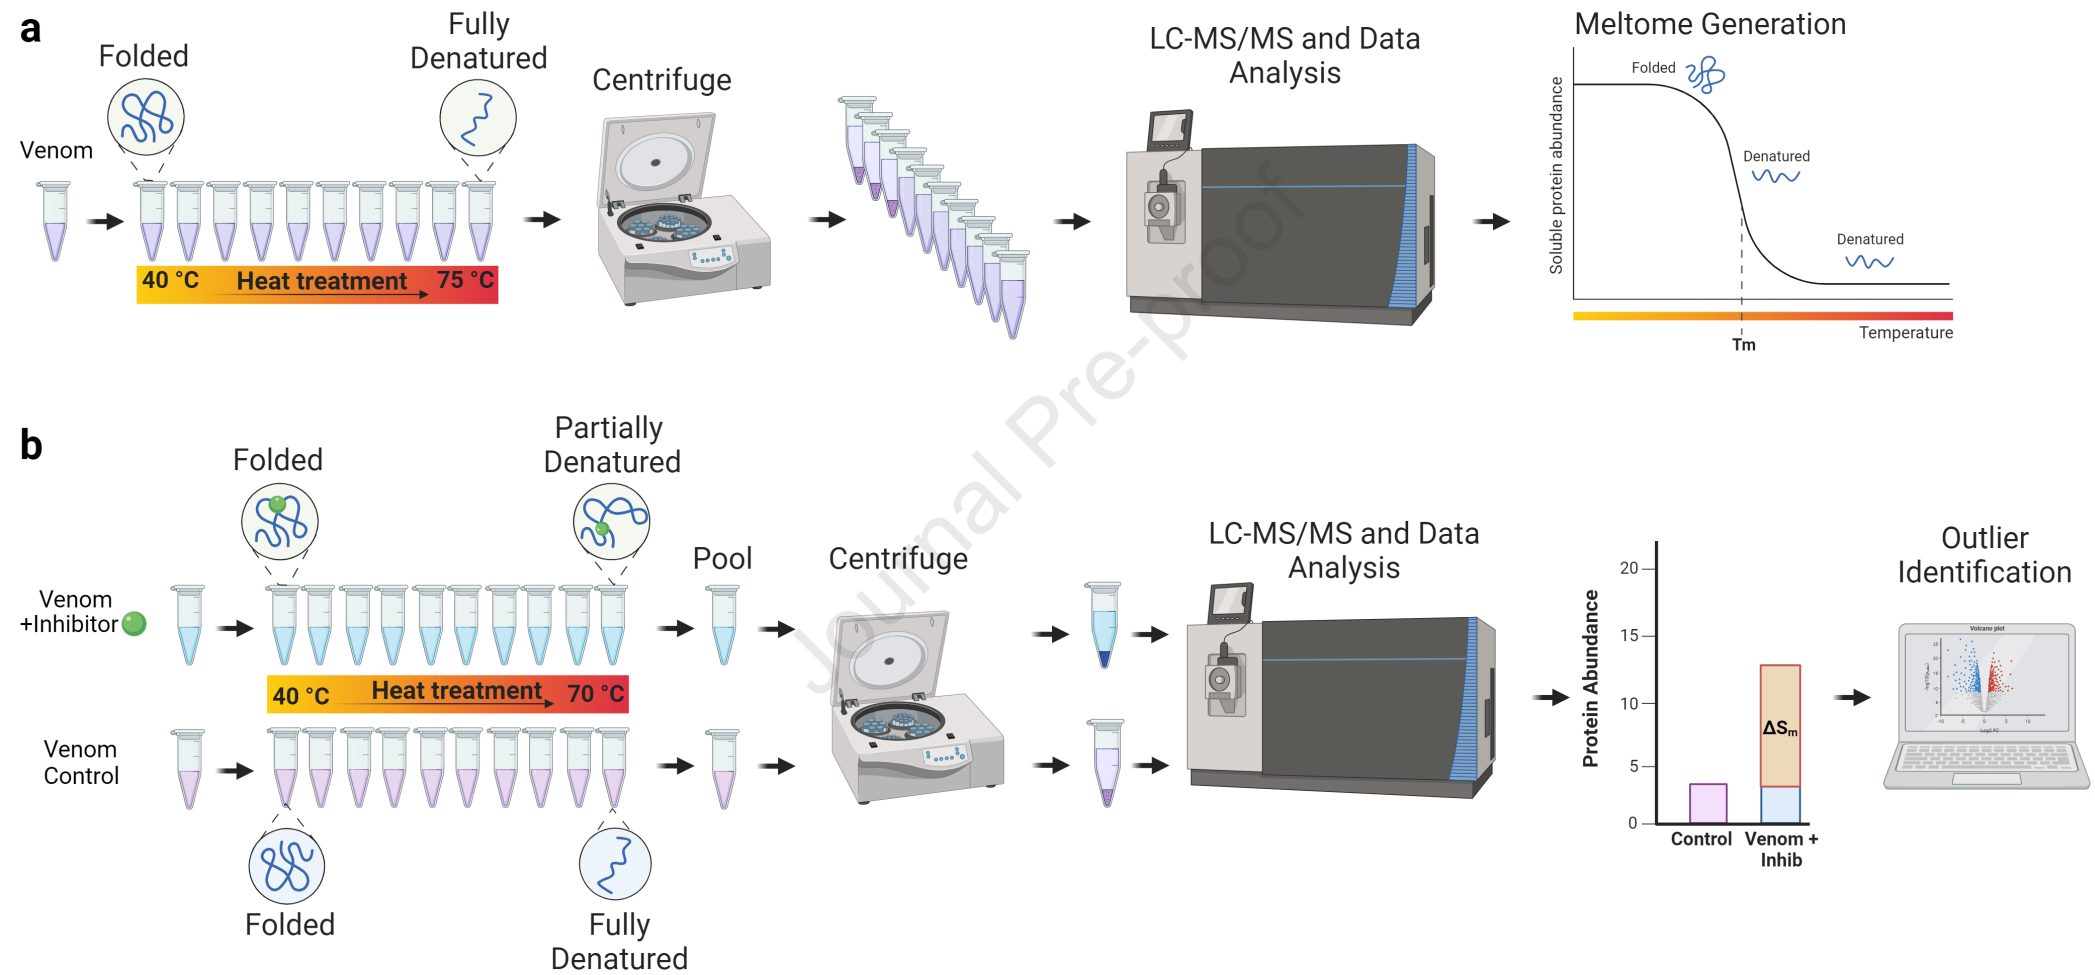 a
Folded
Fully
Denatured
Venom
40 °C
Heat treatment
75 °C
Centrifuge
LC-MS/MS and Data
Analysis
Meltome Generation
Soluble protein abundance
Folded
Denatured
Denatured
Temperature
Tm
b
Folded
Partially
Denatured
Venom
+Inhibitor
40 °C
Heat treatment
70 °C
Venom
Control
Folded
Fully
Denatured
Pool
Centrifuge
LC-MS/MS and Data
Analysis
Protein Abundance
20
15
10
5
0
ΔSm
Control
Venom +
Inhib
Outlier
Identification
Volcano plot
Log2 FC
Journal Pre-proof